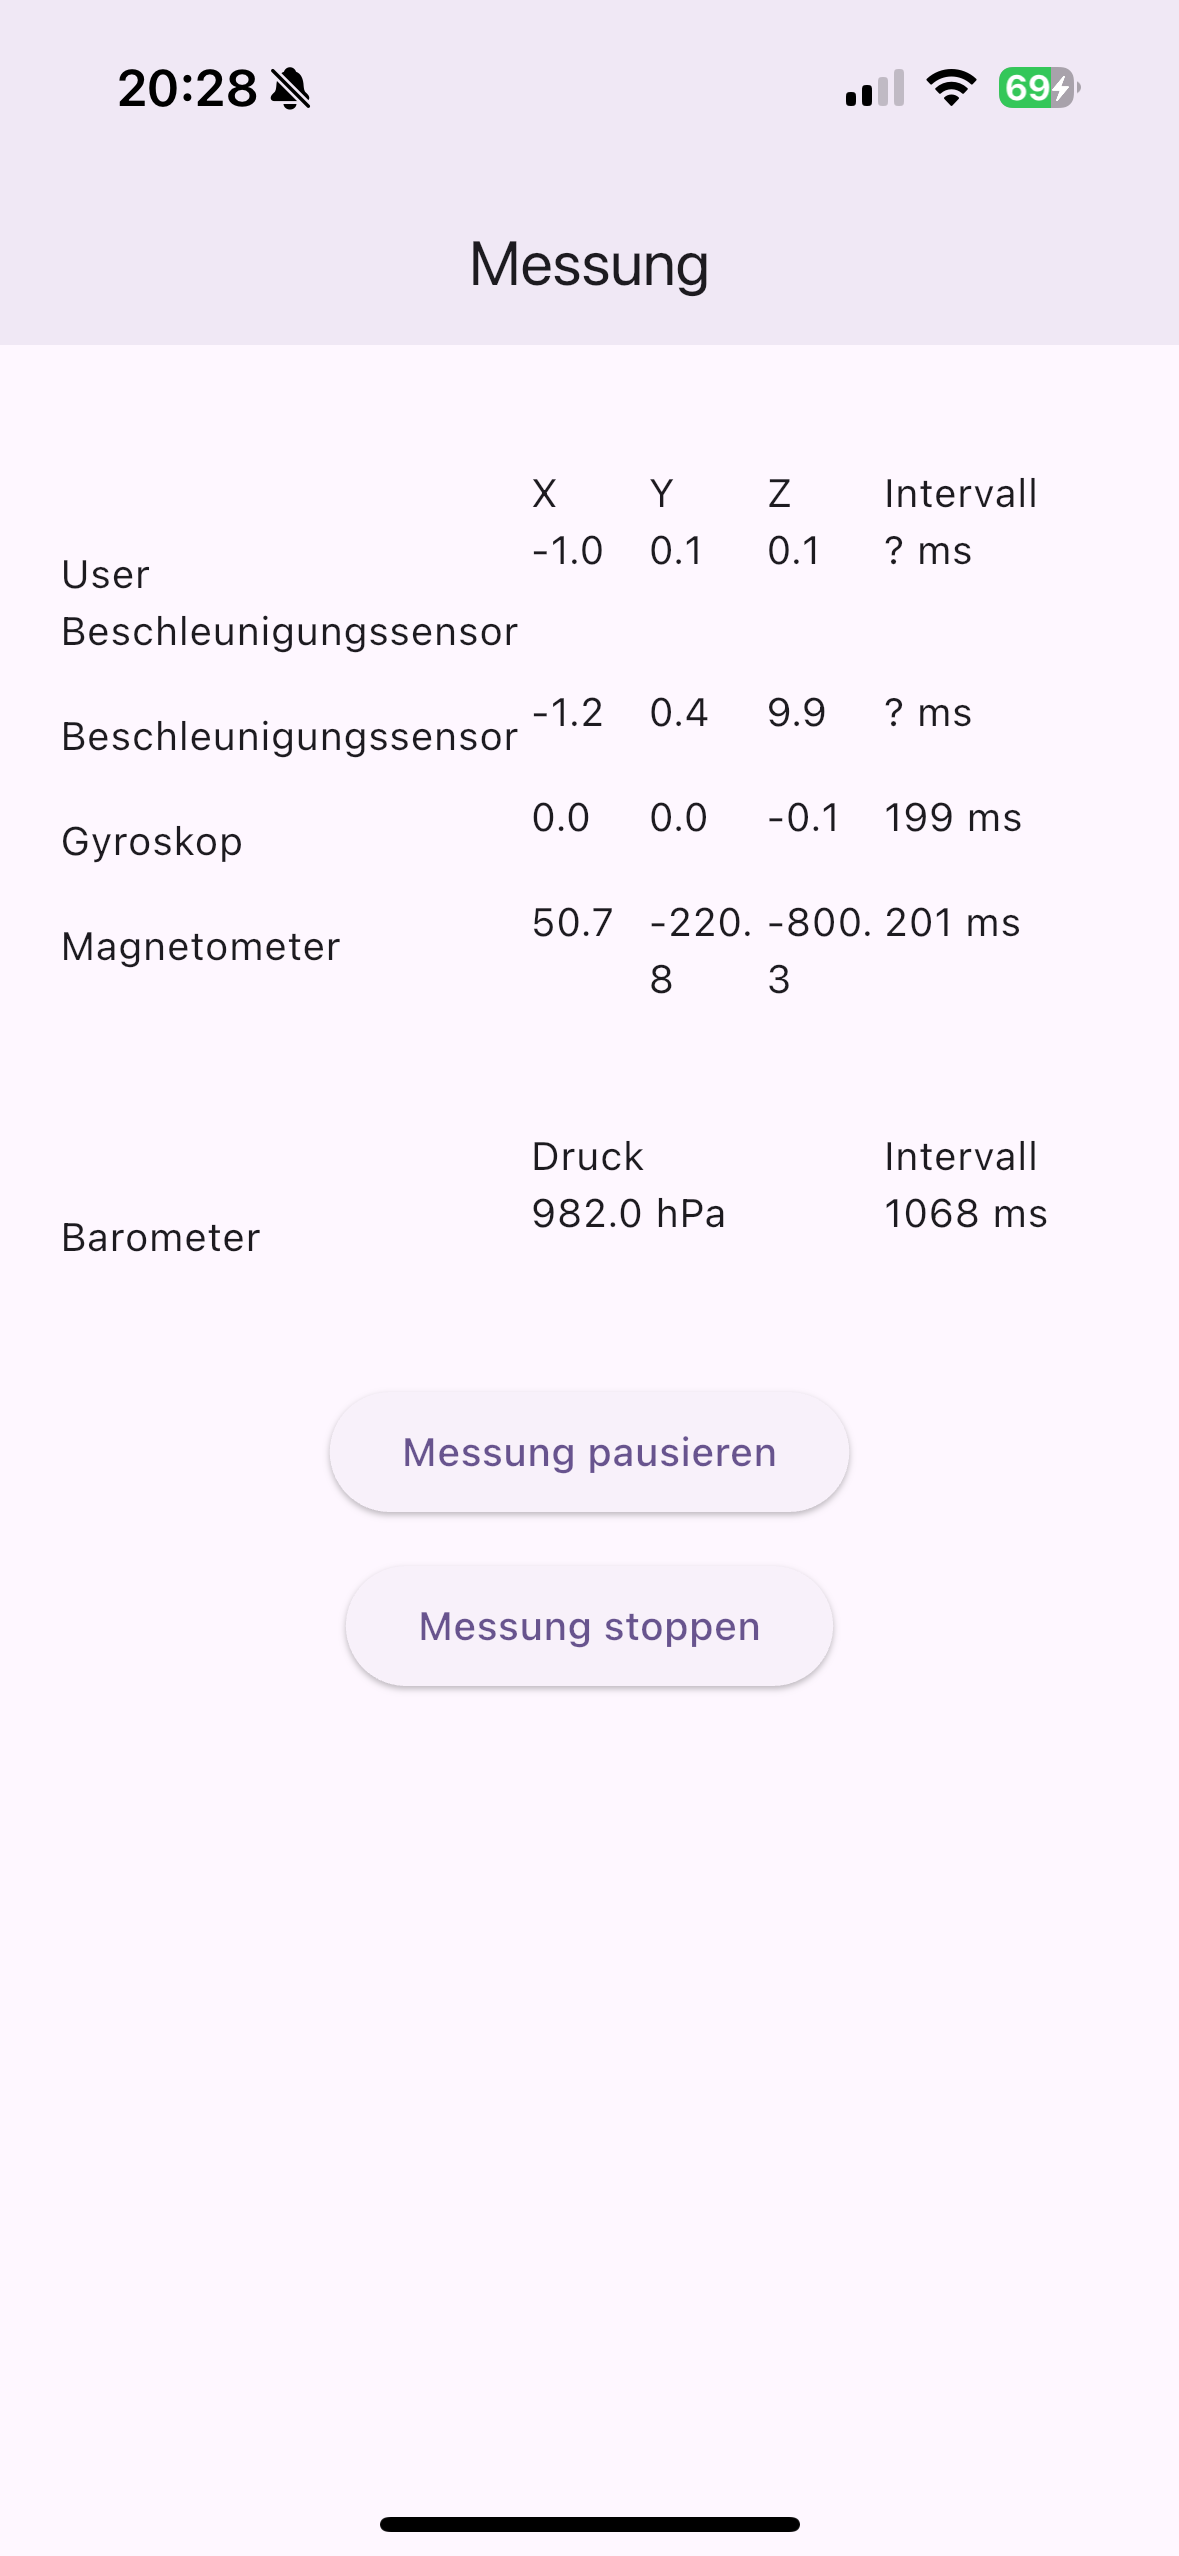 20:28
69
Messung
X Y Z Intervall
User -1.0 0.1 0.1 ? ms
Beschleunigungssensor
Beschleunigungssensor -1.2 0.4 9.9 ? ms
Gyroskop 0.0 0.0 -0.1 199 ms
Magnetometer 50.7 -220. -800. 201 ms
8 3
Druck Intervall
Barometer 982.0 hPa 1068 ms
Messung pausieren
Messung stoppen